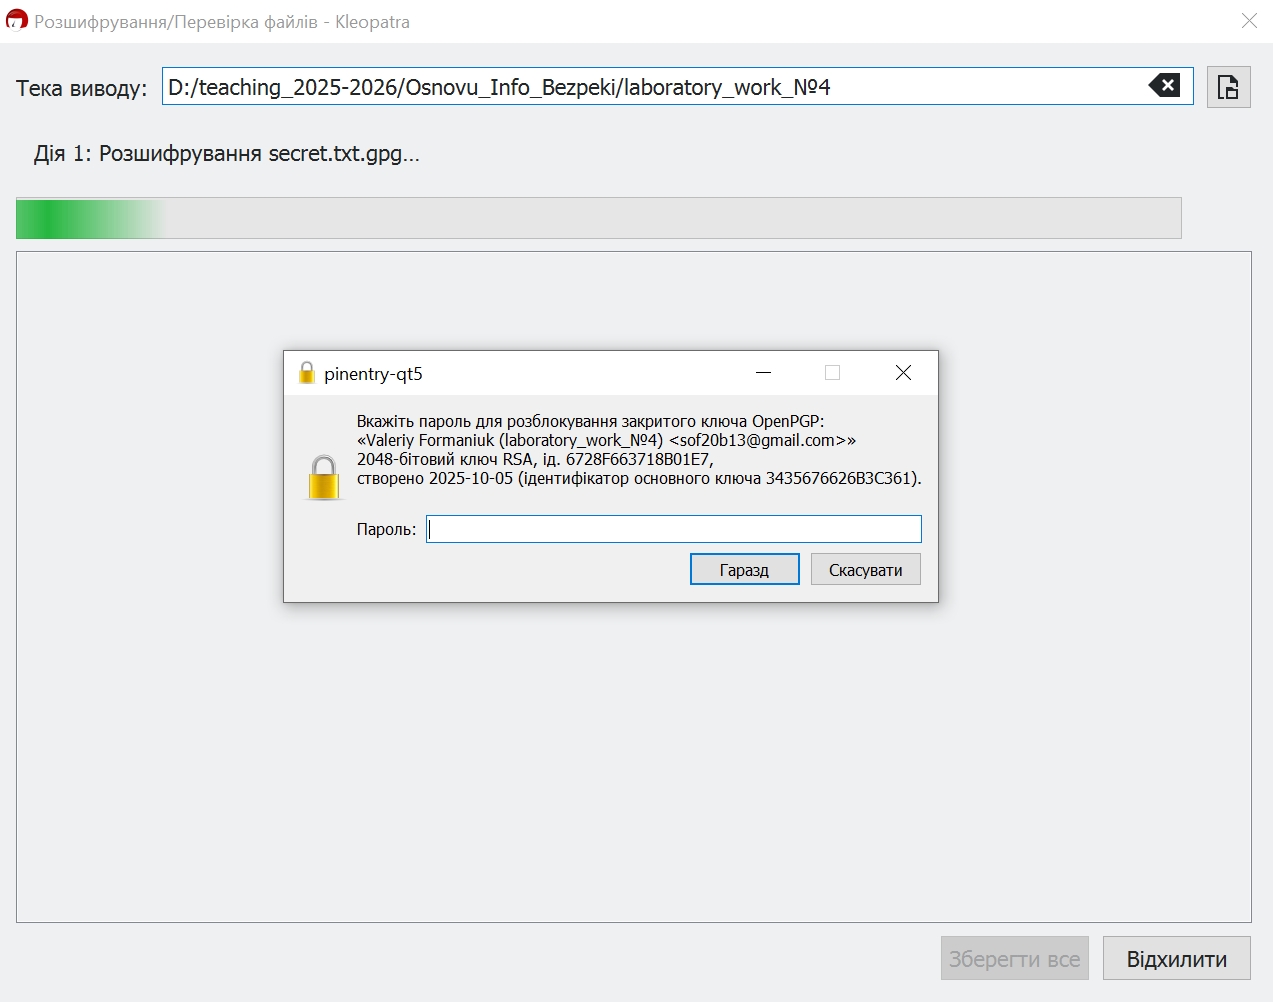 Розшифрування/Перевірка файлів - Kleopatra
Тека виводу: D:/teaching_2025-2026/Osnovu_Info_Bezpeki/laboratory_work_№4
Дія 1: Розшифрування secret.txt.gpg...
pinentry-qt5
Вкажіть пароль для розблокування закритого ключа OpenPGP:
«Valeriy Formaniuk (laboratory_work_№4) <sof20b13@gmail.com>»
2048-бітовий ключ RSA, ід. 6728F663718B01E7,
створено 2025-10-05 (ідентифікатор основного ключа 3435676626B3C361).
Пароль:
Гаразд Скасувати
Зберегти все Відхилити